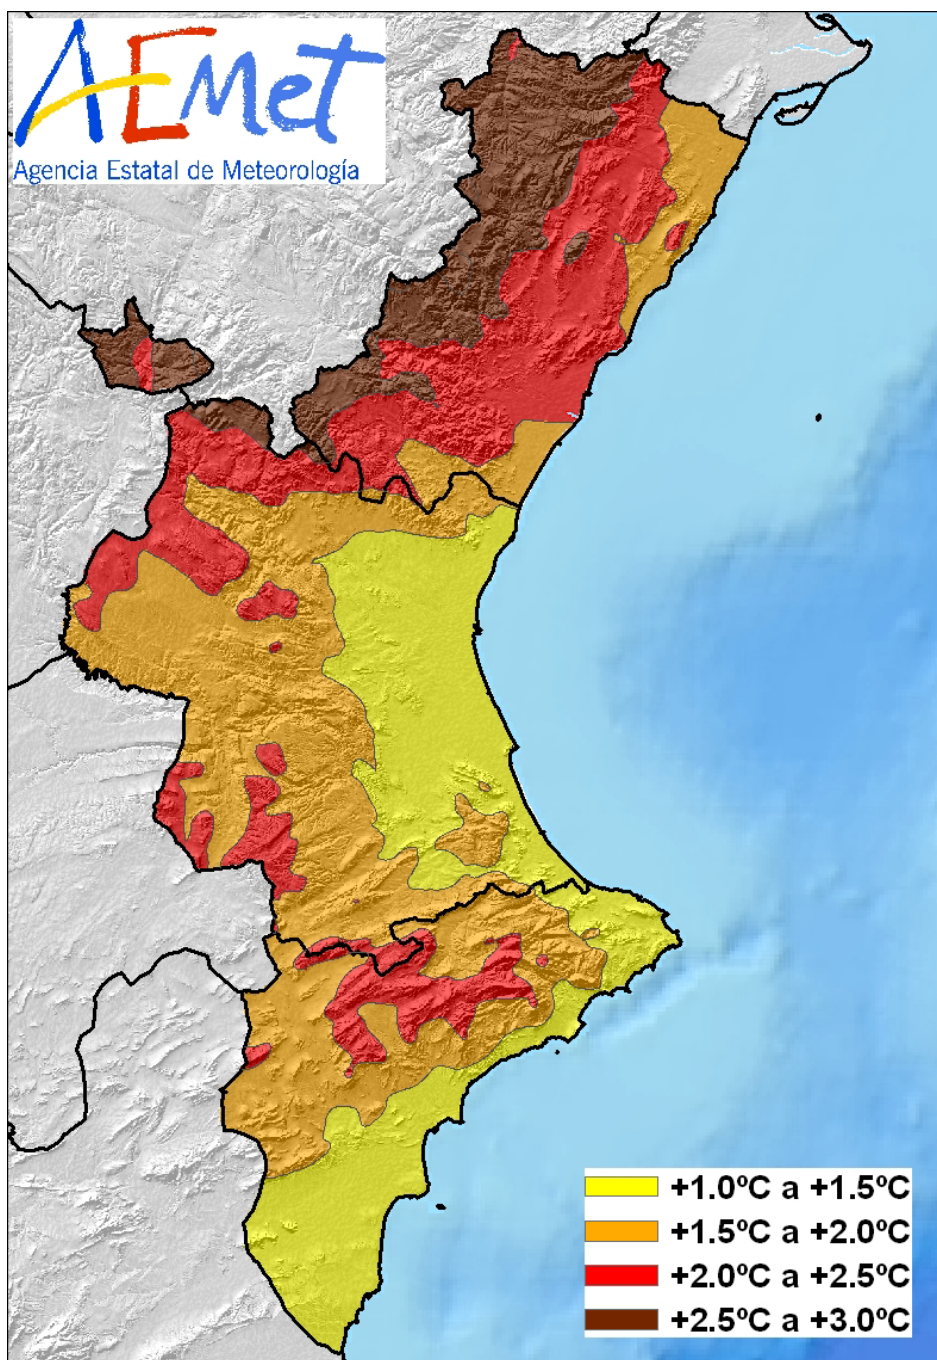 AEMet
Agencia Estatal de Meteorología
+1.0ºC a +1.5ºC
+1.5ºC a +2.0ºC
+2.0ºC a +2.5ºC
+2.5ºC a +3.0ºC